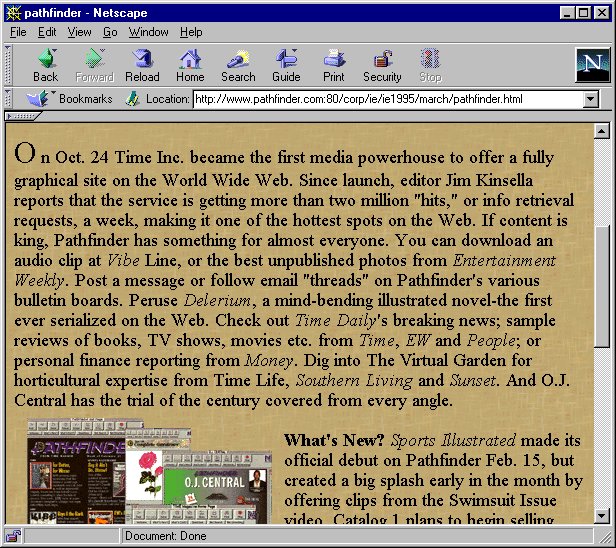 pathfinder - Netscape
File Edit View Go Window Help
Back Forward Reload Home Search Guide Print Security Stop
N
Bookmarks Location: http://www.pathfinder.com:80/corp/ie/ie1995/march/pathfinder.html
On Oct. 24 Time Inc. became the first media powerhouse to offer a fully
graphical site on the World Wide Web. Since launch, editor Jim Kinsella
reports that the service is getting more than two million "hits," or info retrieval
requests, a week, making it one of the hottest spots on the Web. If content is
king, Pathfinder has something for almost everyone. You can download an
audio clip at Vibe Line, or the best unpublished photos from Entertainment
Weekly. Post a message or follow email "threads" on Pathfinder's various
bulletin boards. Peruse Delerium, a mind-bending illustrated novel-the first
ever serialized on the Web. Check out Time Daily's breaking news; sample
reviews of books, TV shows, movies etc. from Time, EW and People; or
personal finance reporting from Money. Dig into The Virtual Garden for
horticultural expertise from Time Life, Southern Living and Sunset. And O.J.
Central has the trial of the century covered from every angle.
PATHFINDER
O.J. CENTRAL
VIBE
What's New? Sports Illustrated made its
official debut on Pathfinder Feb. 15, but
created a big splash early in the month by
offering clips from the Swimsuit Issue
video. Catalog 1 plans to begin selling
Document: Done